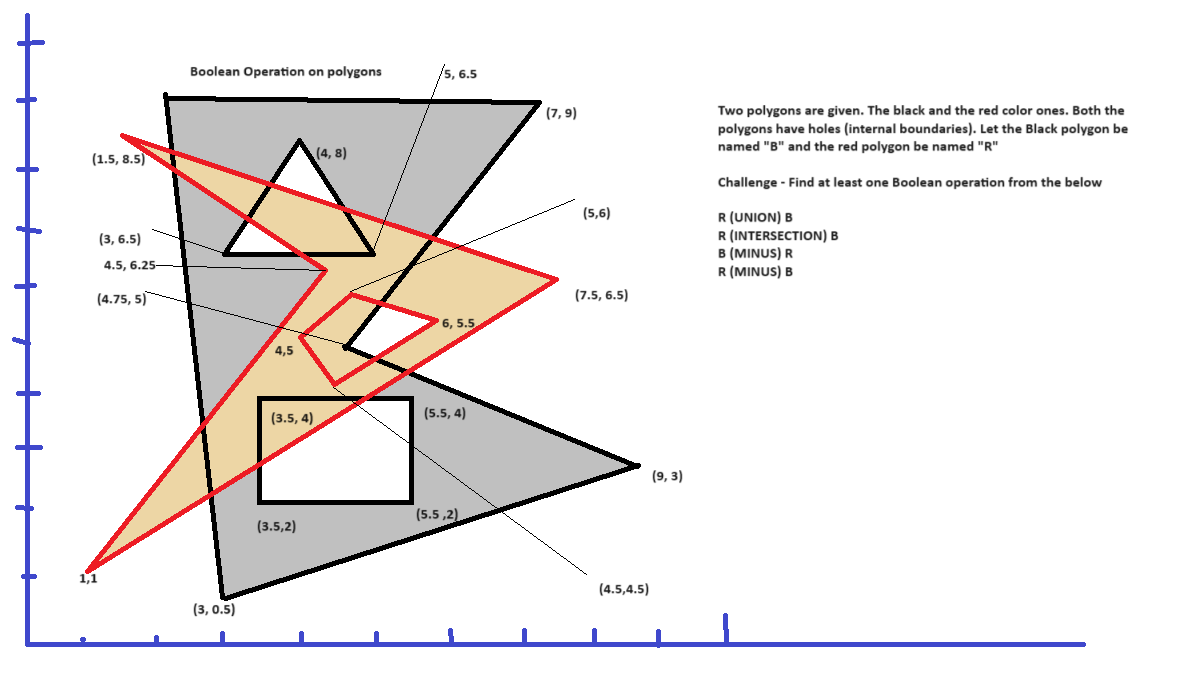 Boolean Operation on polygons
5, 6.5
(7, 9)
(1.5, 8.5)
(4, 8)
(5,6)
(3, 6.5)
4.5, 6.25
(4.75, 5)
(7.5, 6.5)
6, 5.5
4,5
(3.5, 4)
(5.5, 4)
(9, 3)
(3.5,2)
(5.5 ,2)
1,1
(4.5,4.5)
(3, 0.5)
Two polygons are given. The black and the red color ones. Both the
polygons have holes (internal boundaries). Let the Black polygon be
named "B" and the red polygon be named "R"
Challenge - Find at least one Boolean operation from the below
R (UNION) B
R (INTERSECTION) B
B (MINUS) R
R (MINUS) B